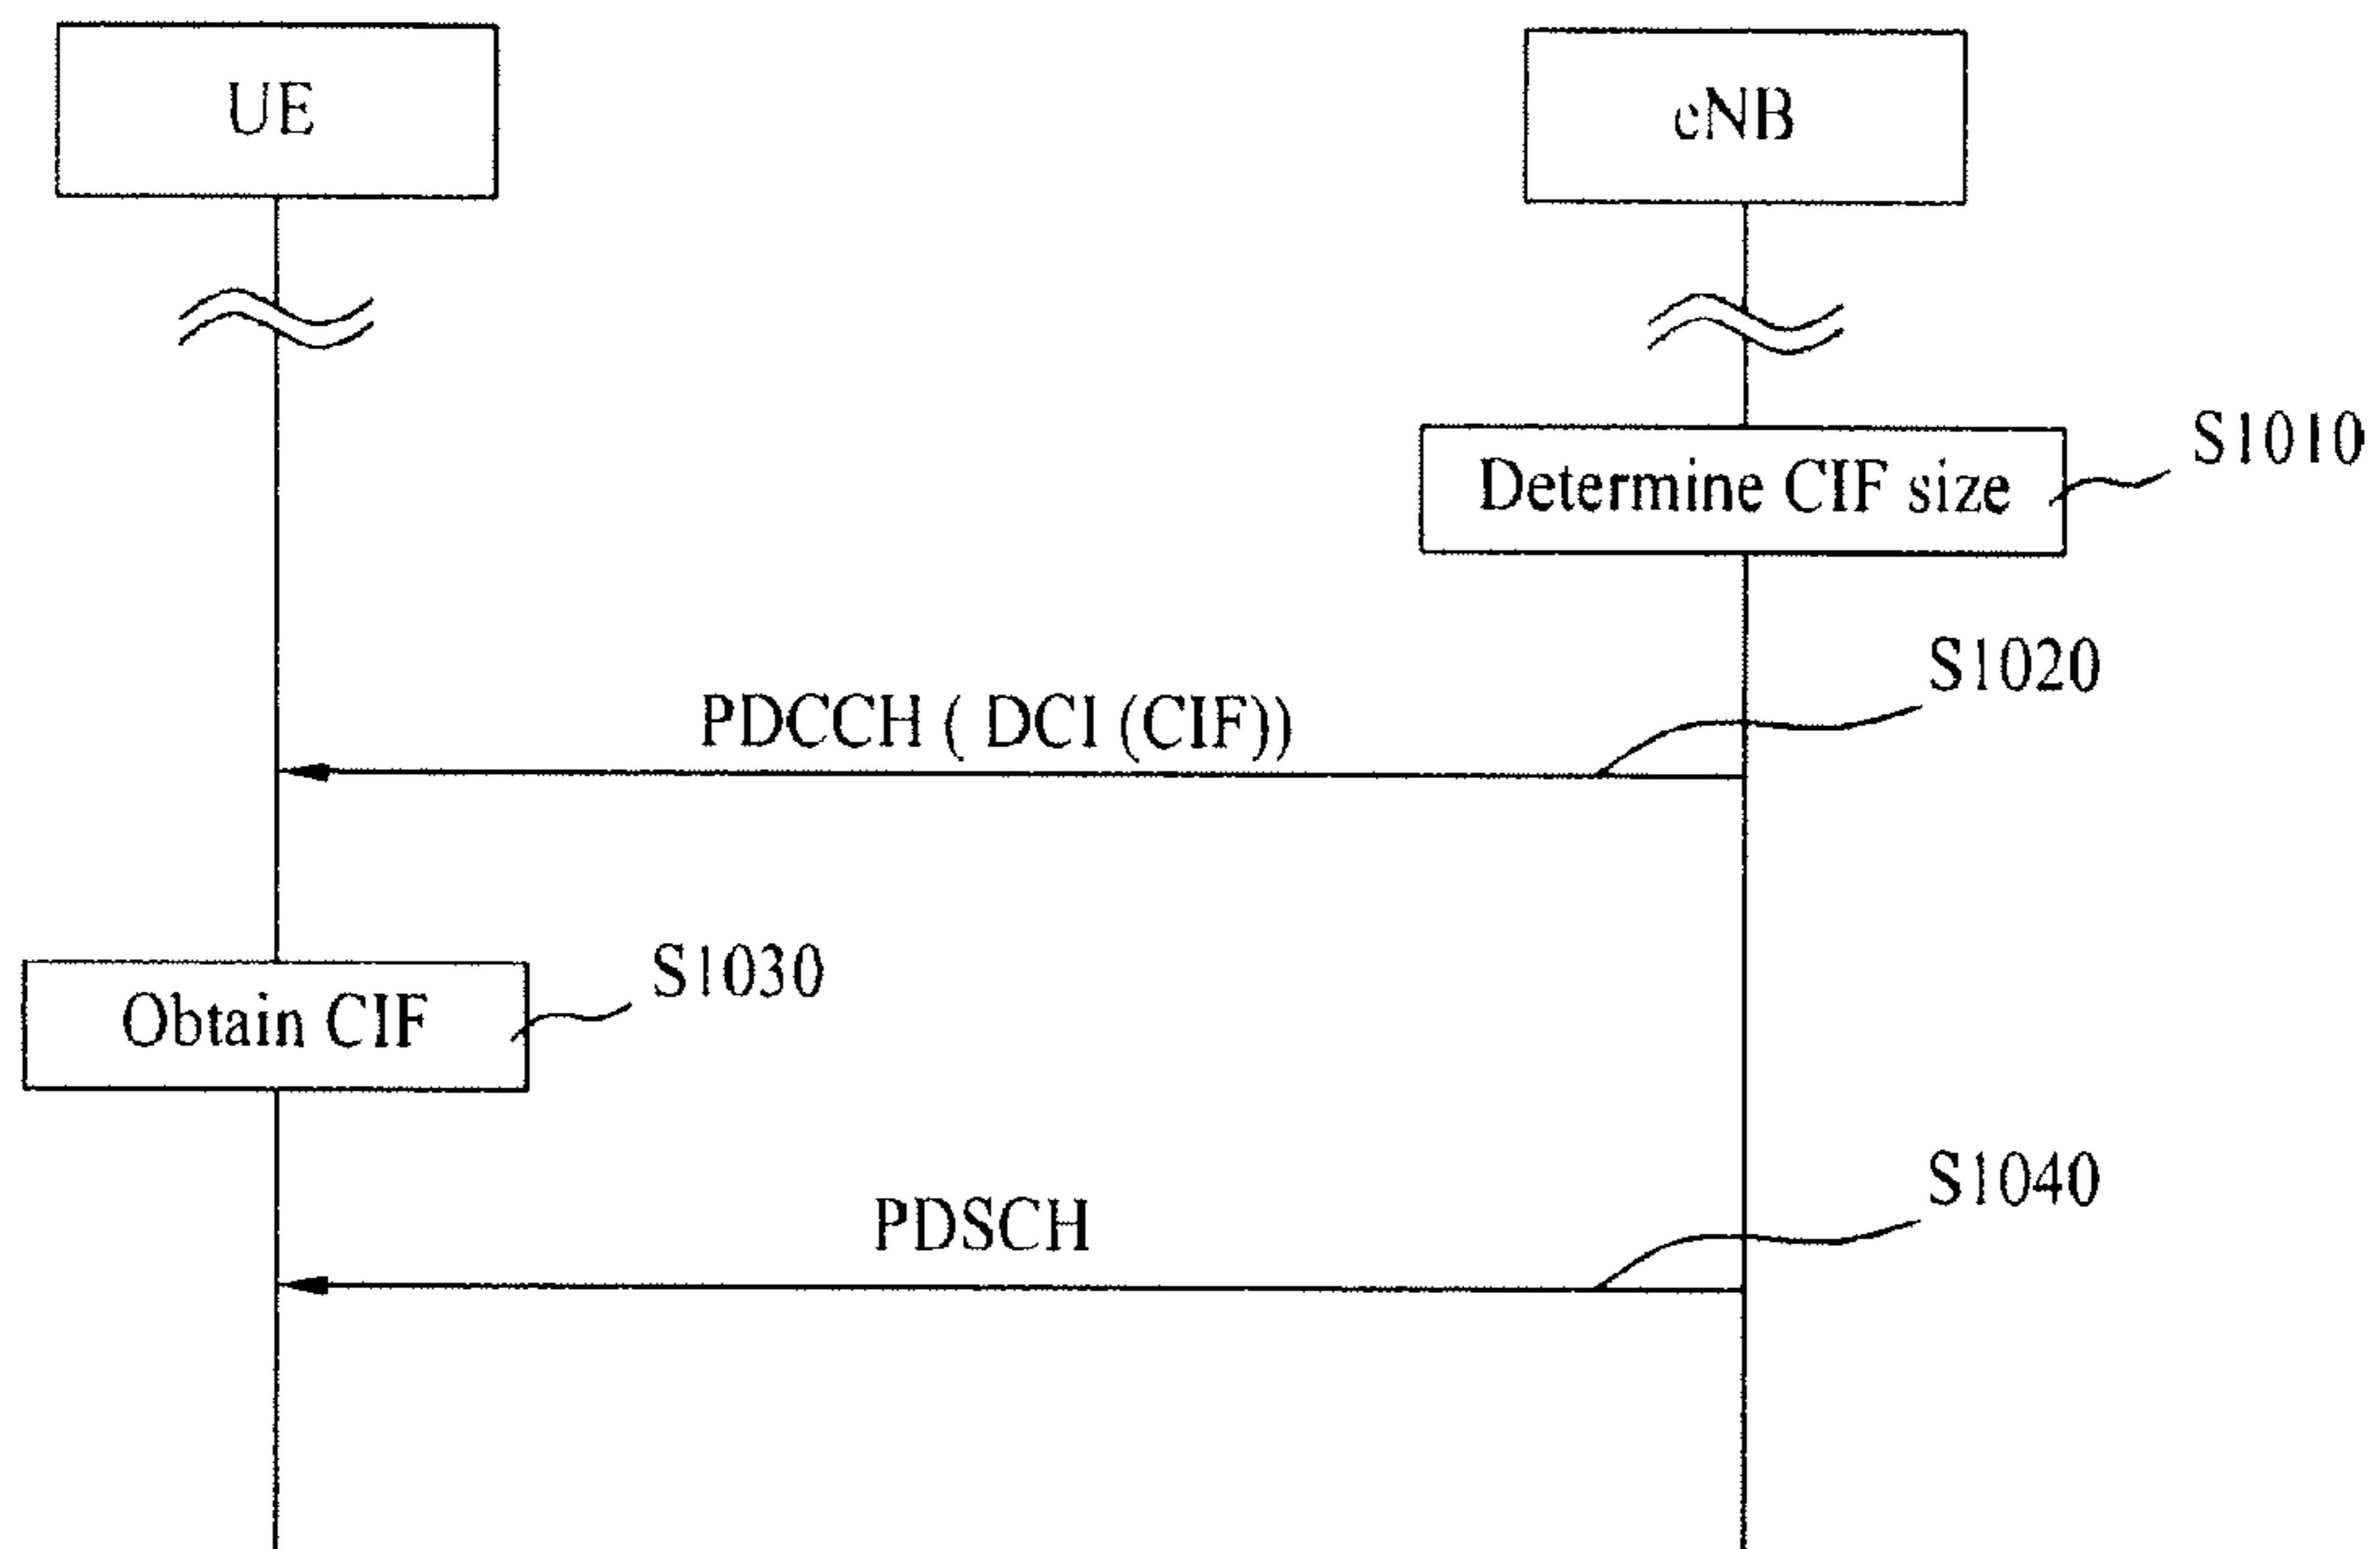 UE
eNB
S1010
Determine CIF size
S1020
PDCCH ( DCI (CIF))
S1030
Obtain CIF
S1040
PDSCH